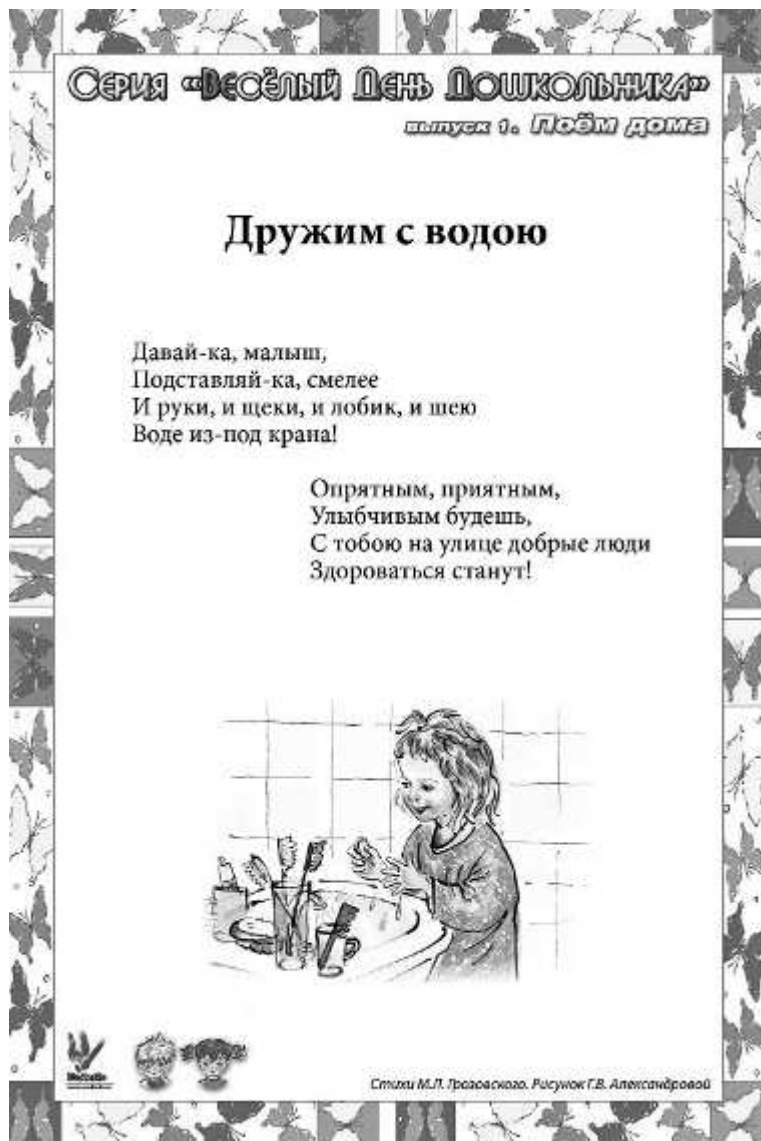 Серия «Весёлый День Дошкольника»
выпуск 1. Поём дома
Дружим с водою
Давай-ка, малыш,
Подставляй-ка, смелее
И руки, и щеки, и лобик, и шею
Воде из-под крана!
Опрятным, приятным,
Улыбчивым будешь,
С тобою на улице добрые люди
Здороваться станут!
Стихи М.Л. Грозовского. Рисунок Г.В. Александровой